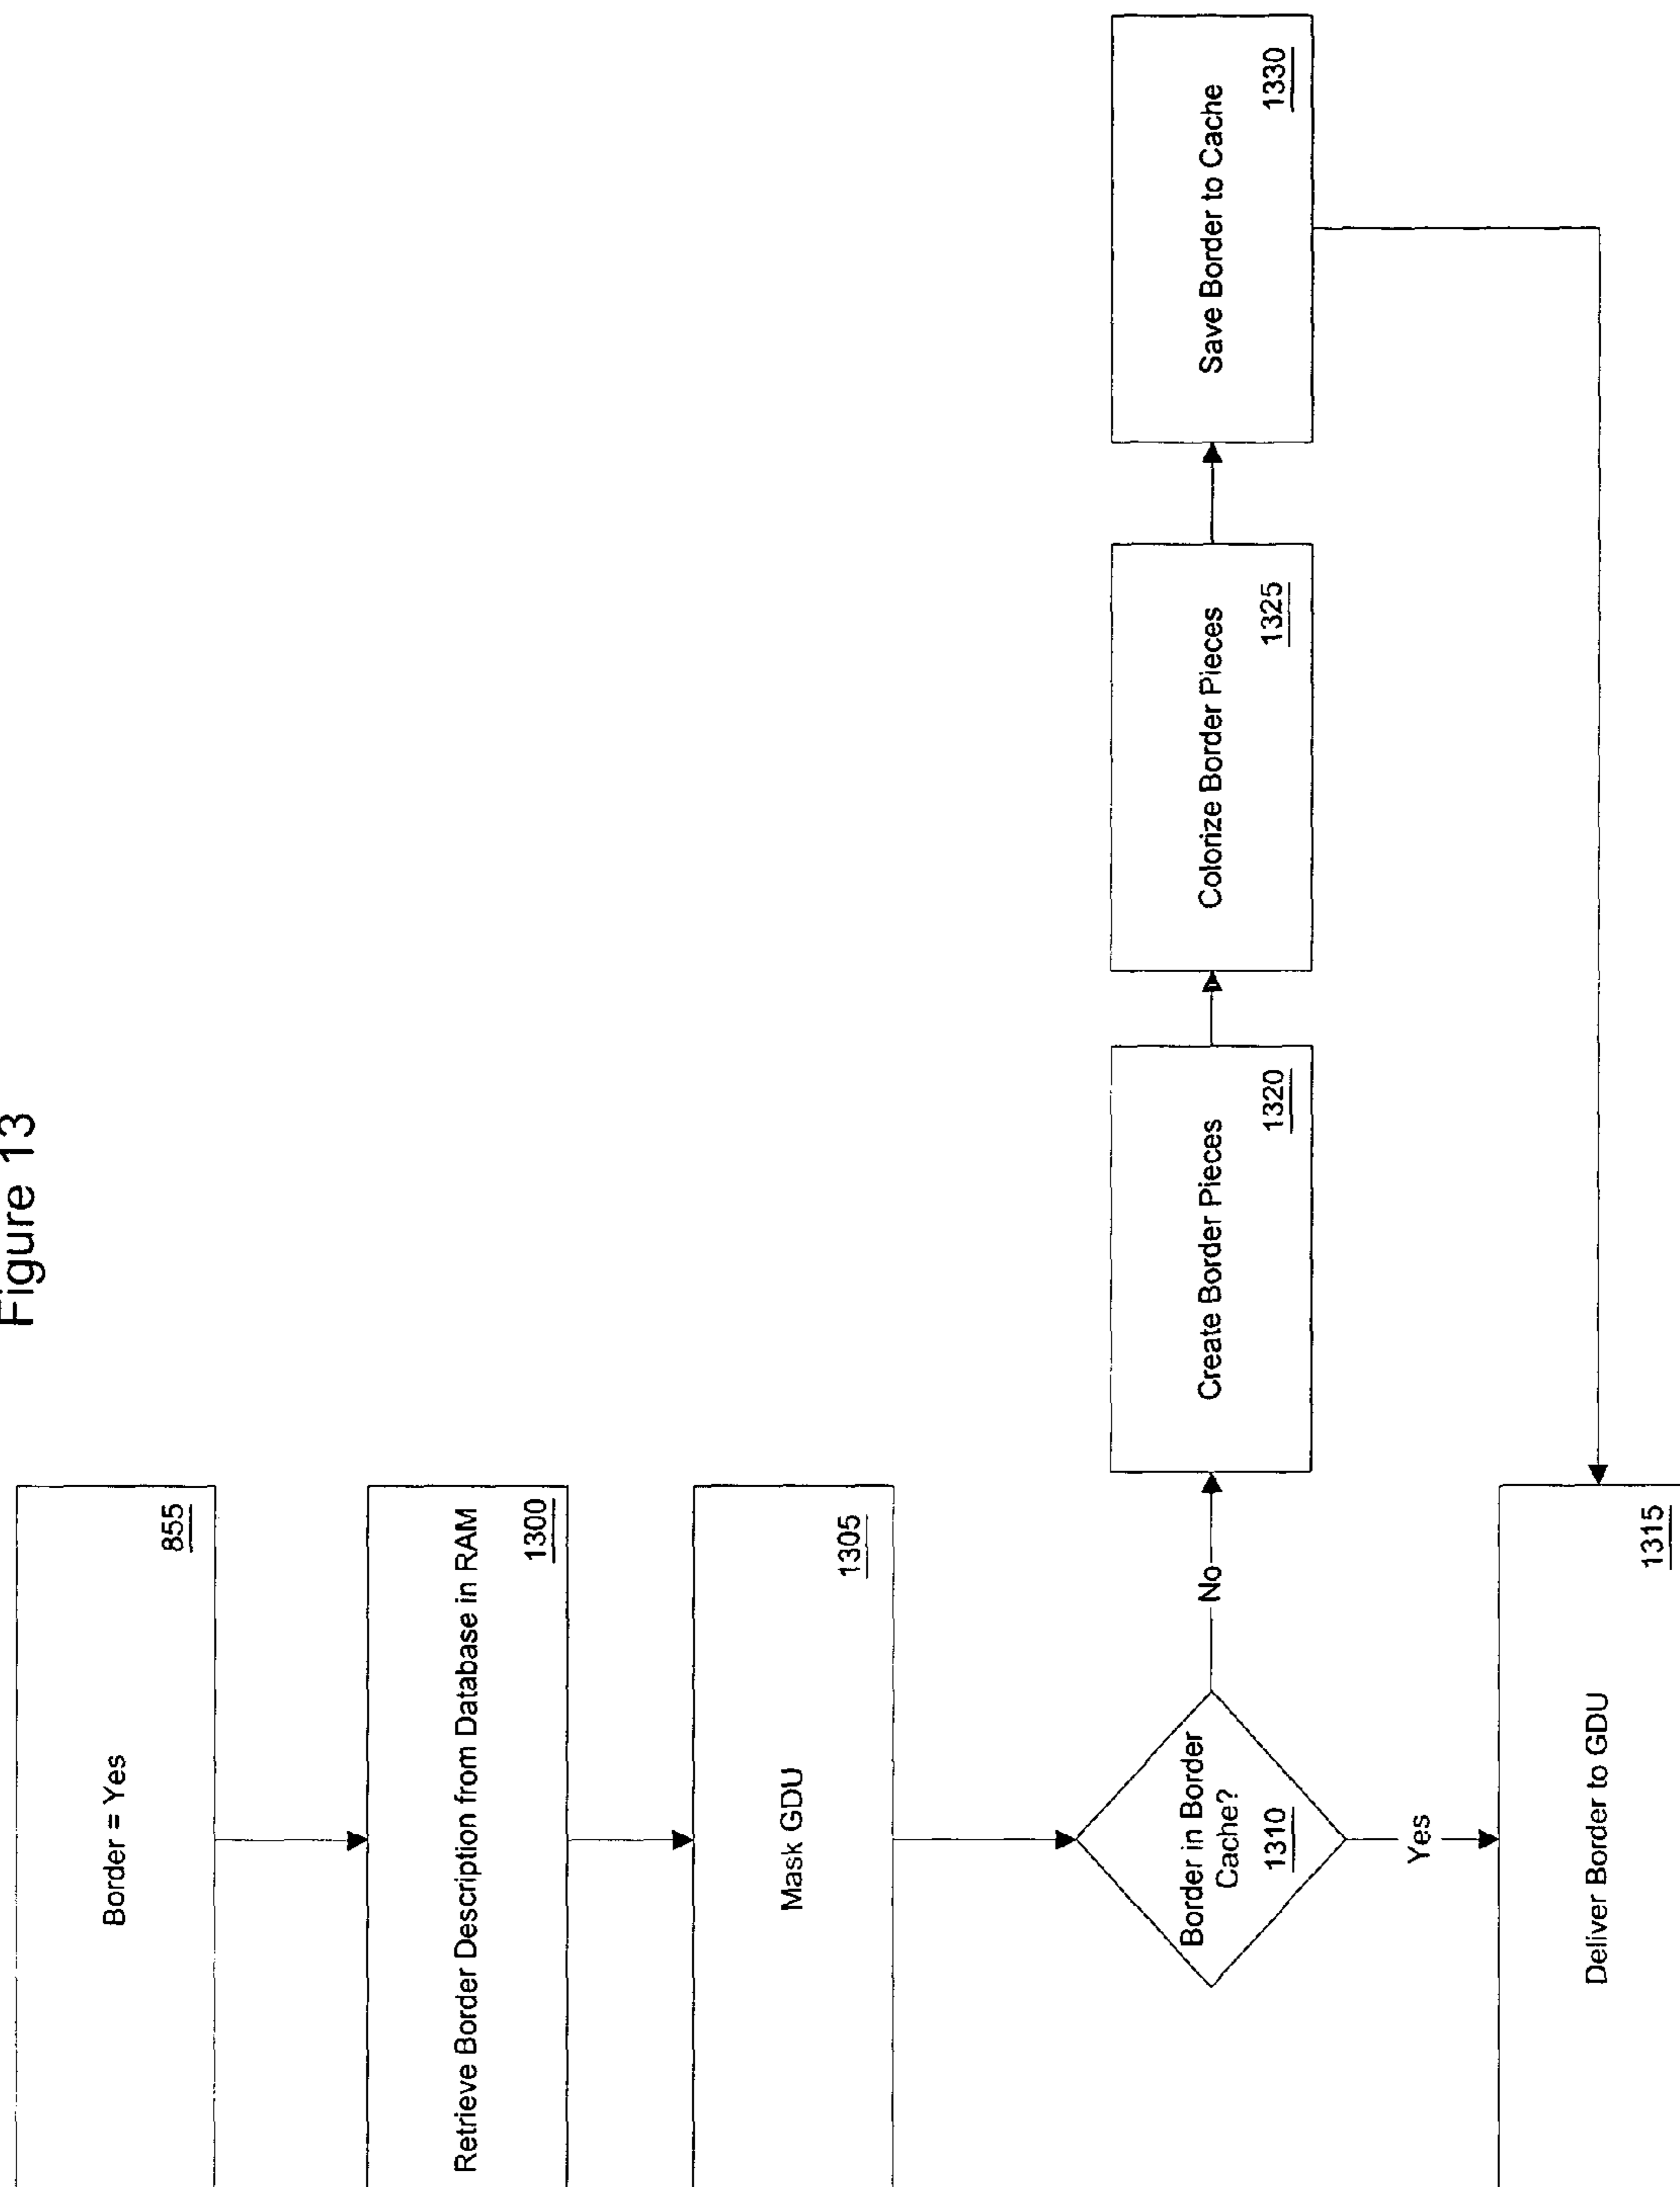 Figure 13
Border = Yes
855
Retrieve Border Description from Database in RAM
1300
Mask GDU
1305
Border in Border
Cache?
1310
No
Yes
Create Border Pieces
1320
Colorize Border Pieces
1325
Save Border to Cache
1330
Deliver Border to GDU
1315